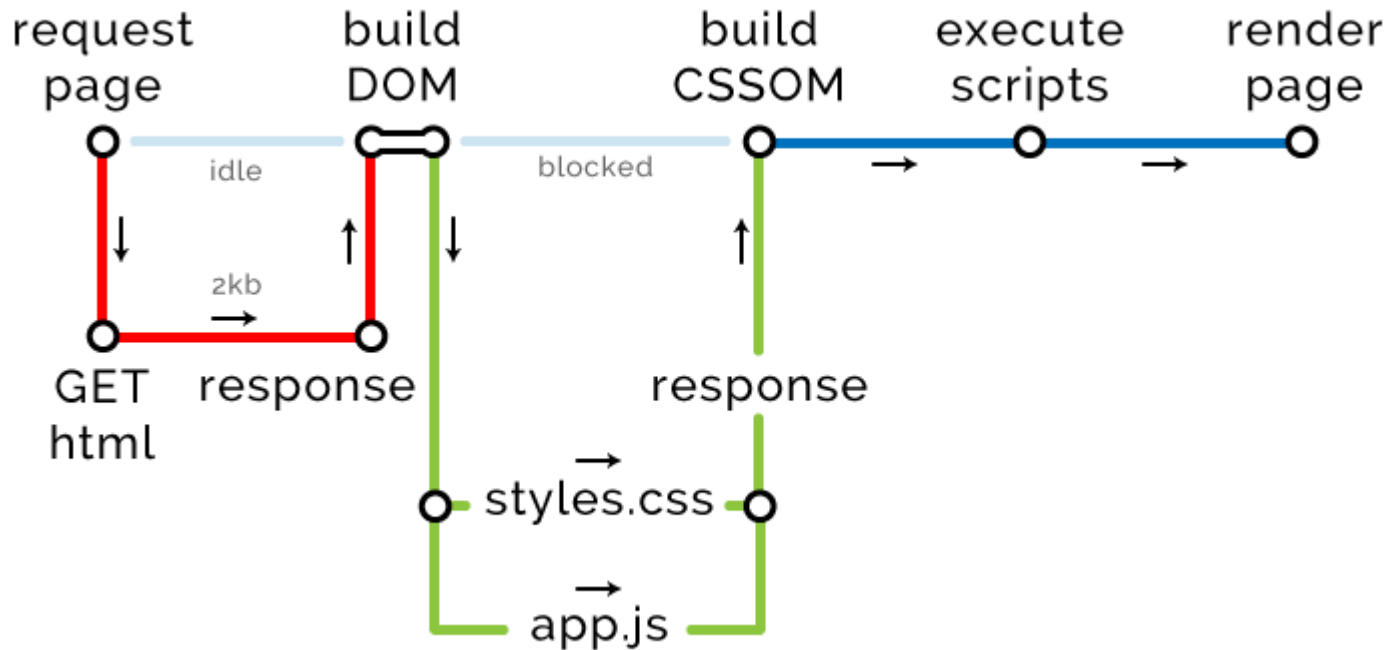 request
page
build
DOM
build
CSSOM
execute
scripts
render
page
idle
blocked
2kb
GET
html
response
response
styles.css
app.js